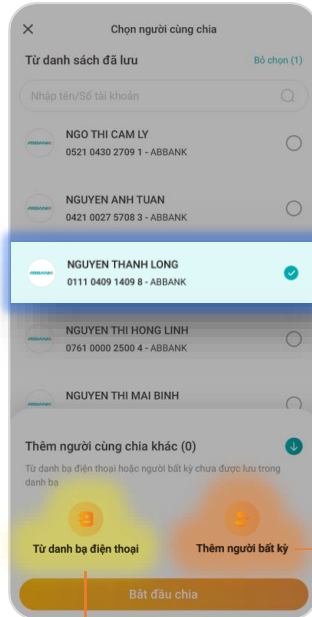 Chọn người cùng chia
Từ danh sách đã lưu Bỏ chọn (1)
Nhập tên/Số tài khoản
ABBANK NGO THI CAM LY
0521 0430 2709 1 - ABBANK
ABBANK NGUYEN ANH TUAN
0421 0027 5708 3 - ABBANK
ABBANK NGUYEN THANH LONG
0111 0409 1409 8 - ABBANK
NGUYEN THI HONG LINH
0761 0000 2500 4 - ABBANK
ABBANK NGUYEN THI MAI BINH
Thêm người cùng chia khác (0)
Từ danh bạ điện thoại hoặc người bất kỳ chưa được lưu trong
danh bạ
Từ danh bạ điện thoại Thêm người bất kỳ
Bắt đầu chia